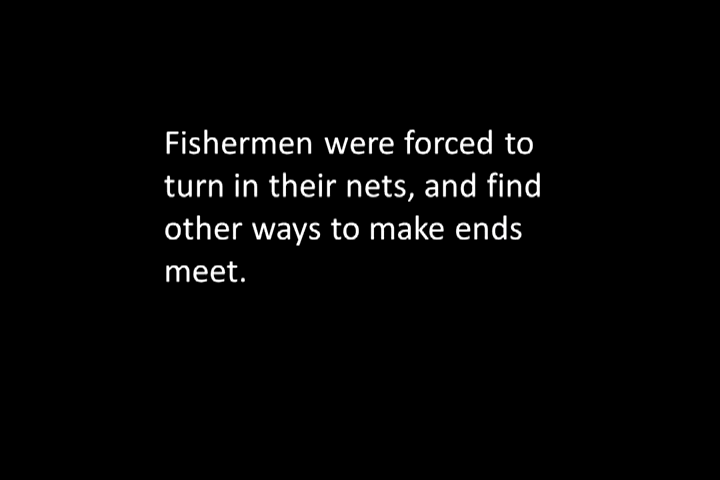 Fishermen were forced to
turn in their nets, and find
other ways to make ends
meet.